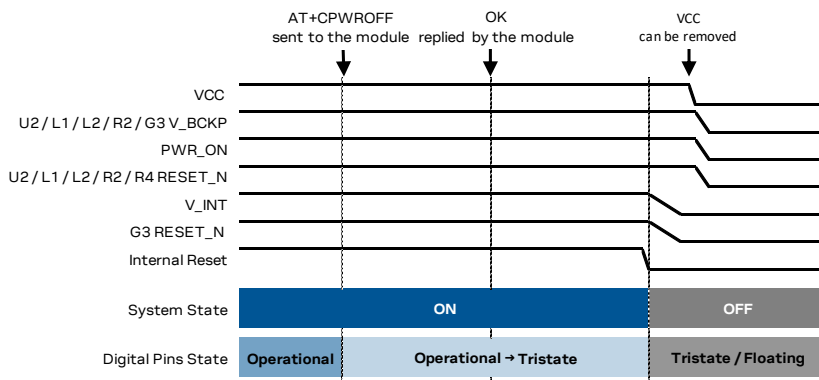 AT+CPWROFF
sent to the module
OK
replied by the module
VCC
can be removed
VCC
U2 / L1 / L2 / R2 / G3 V_BCKP
PWR_ON
U2 / L1 / L2 / R2 / R4 RESET_N
V_INT
G3 RESET_N
Internal Reset
System State
ON
OFF
Digital Pins State
Operational
Operational → Tristate
Tristate / Floating